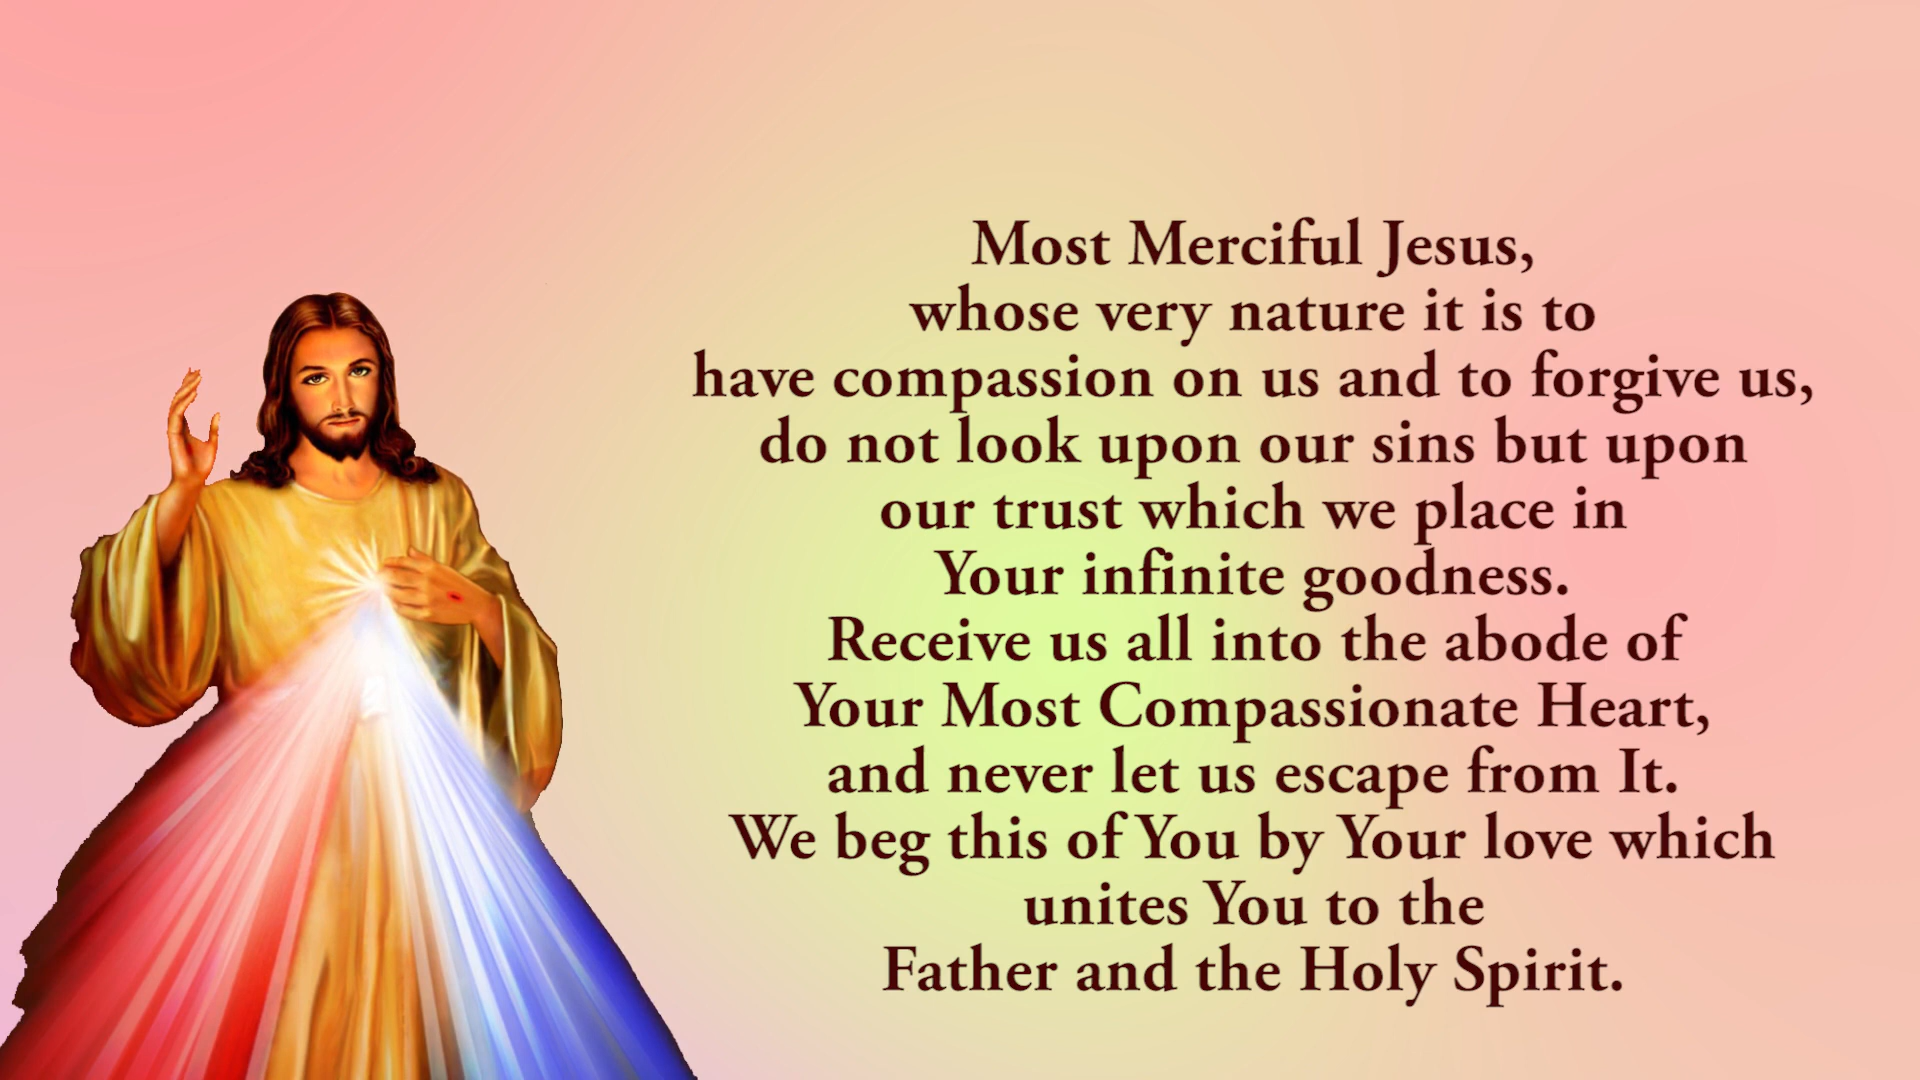 Most Merciful Jesus,
whose very nature it is to
have compassion on us and to forgive us,
do not look upon our sins but upon
our trust which we place in
Your infinite goodness.
Receive us all into the abode of
Your Most Compassionate Heart,
and never let us escape from It.
We beg this of You by Your love which
unites You to the
Father and the Holy Spirit.